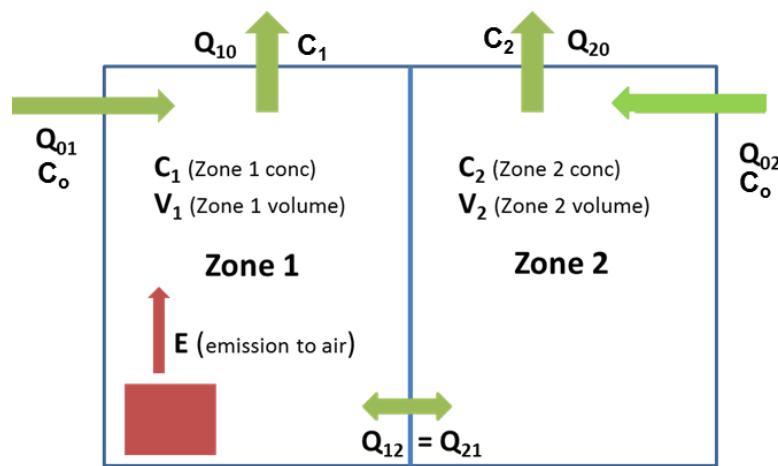 Q₁₀ C₁
C₂ Q₂₀
Q₀₁
Cₒ
C₁ (Zone 1 conc)
V₁ (Zone 1 volume)
Zone 1
E (emission to air)
C₂ (Zone 2 conc)
V₂ (Zone 2 volume)
Zone 2
Q₀₂
Cₒ
Q₁₂ = Q₂₁